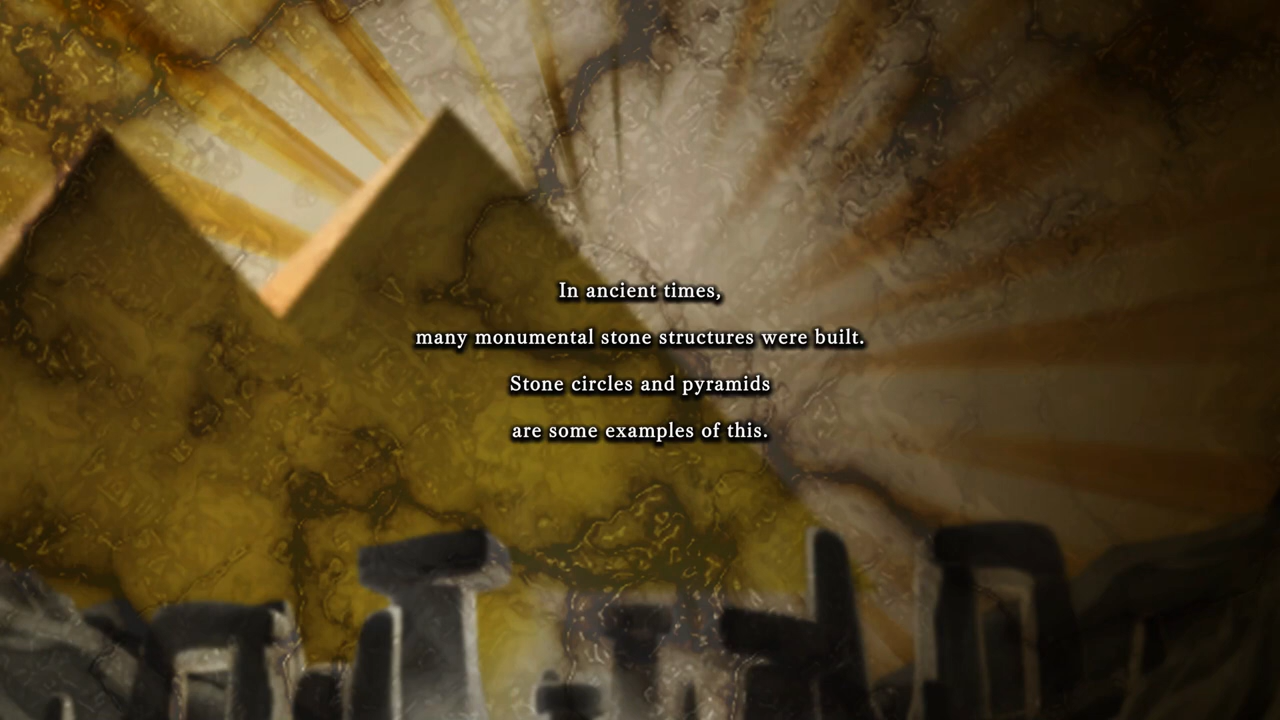 In ancient times,
many monumental stone structures were built.
Stone circles and pyramids
are some examples of this.